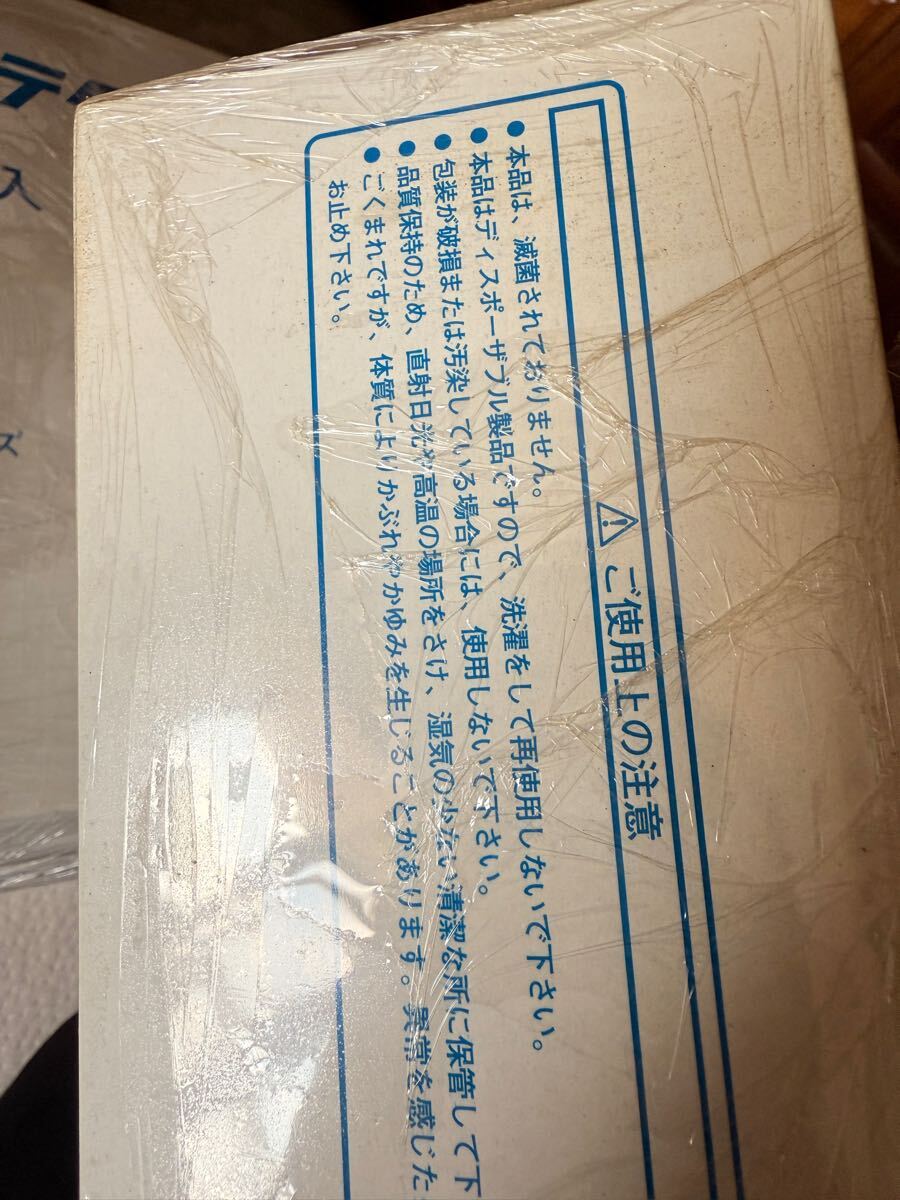 ⚠ご使用上の注意
●本品は、滅菌されておりません。
●本品はディスポーザブル製品ですので、洗濯をして再使用しないで下さい。
●包装が破損または汚染している場合には、使用しないで下さい。
●品質保持のため、直射日光や高温の場所をさけ、湿気の少ない清潔な所に保管して下
●ごくまれですが、体質によりかぶれやかゆみを生じることがあります。異常を感じた
お止め下さい。
テ
入
ズ